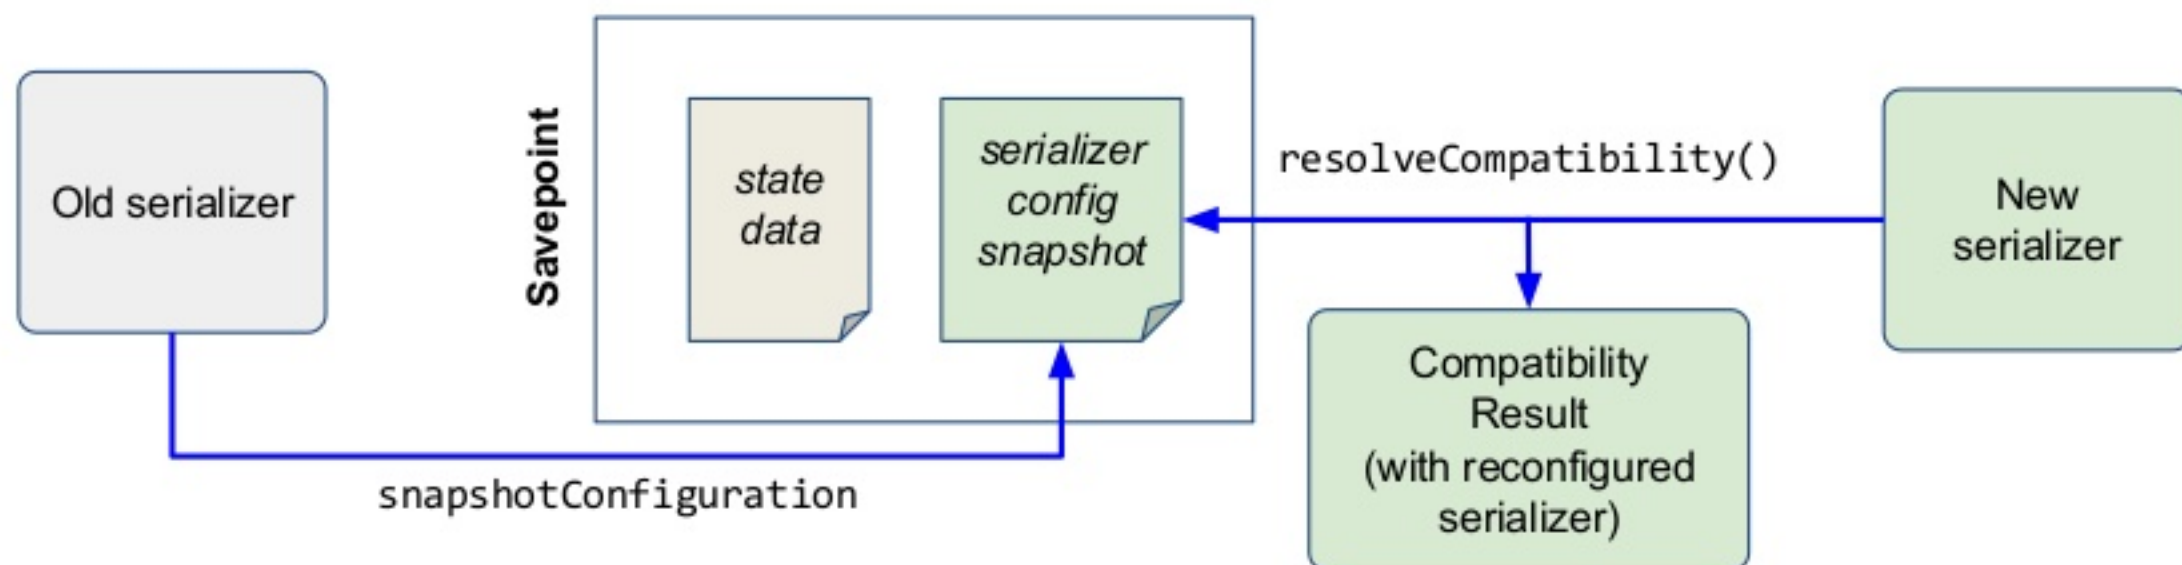 Old serializer
Savepoint
state
data
serializer
config
snapshot
resolveCompatibility()
New
serializer
Compatibility
Result
(with reconfigured
serializer)
snapshotConfiguration